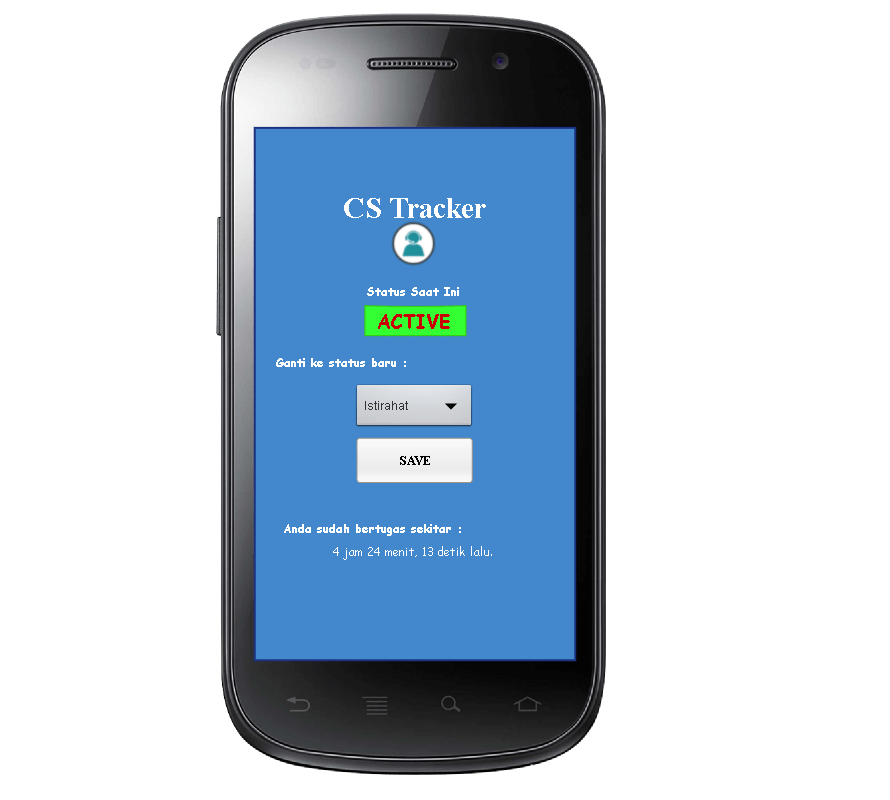 CS Tracker
Status Saat Ini
ACTIVE
Ganti ke status baru :
Istirahat
SAVE
Anda sudah bertugas sekitar :
4 jam 24 menit, 13 detik lalu.